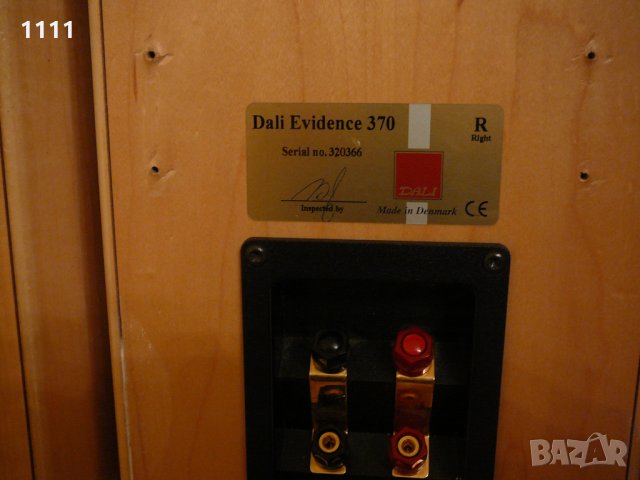 1111
Dali Evidence 370
R
Right
Serial no. 320366
DALI
Inspected by
Made in Denmark CE
BAZAR